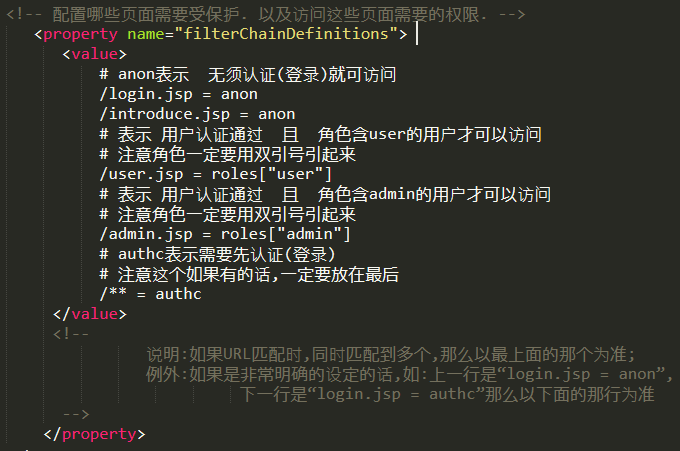 <!-- 配置哪些页面需要受保护. 以及访问这些页面需要的权限. -->
<property name="filterChainDefinitions">
<value>
# anon表示  无须认证(登录)就可访问
/login.jsp = anon
/introduce.jsp = anon
# 表示 用户认证通过  且  角色含user的用户才可以访问
# 注意角色一定要用双引号引起来
/user.jsp = roles["user"]
# 表示 用户认证通过  且  角色含admin的用户才可以访问
# 注意角色一定要用双引号引起来
/admin.jsp = roles["admin"]
# authc表示需要先认证(登录)
# 注意这个如果有的话,一定要放在最后
/** = authc
</value>
<!--
说明:如果URL匹配时,同时匹配到多个,那么以最上面的那个为准;
例外:如果是非常明确的设定的话,如:上一行是“login.jsp = anon”,
下一行是“login.jsp = authc”那么以下面的那行为准
-->
</property>